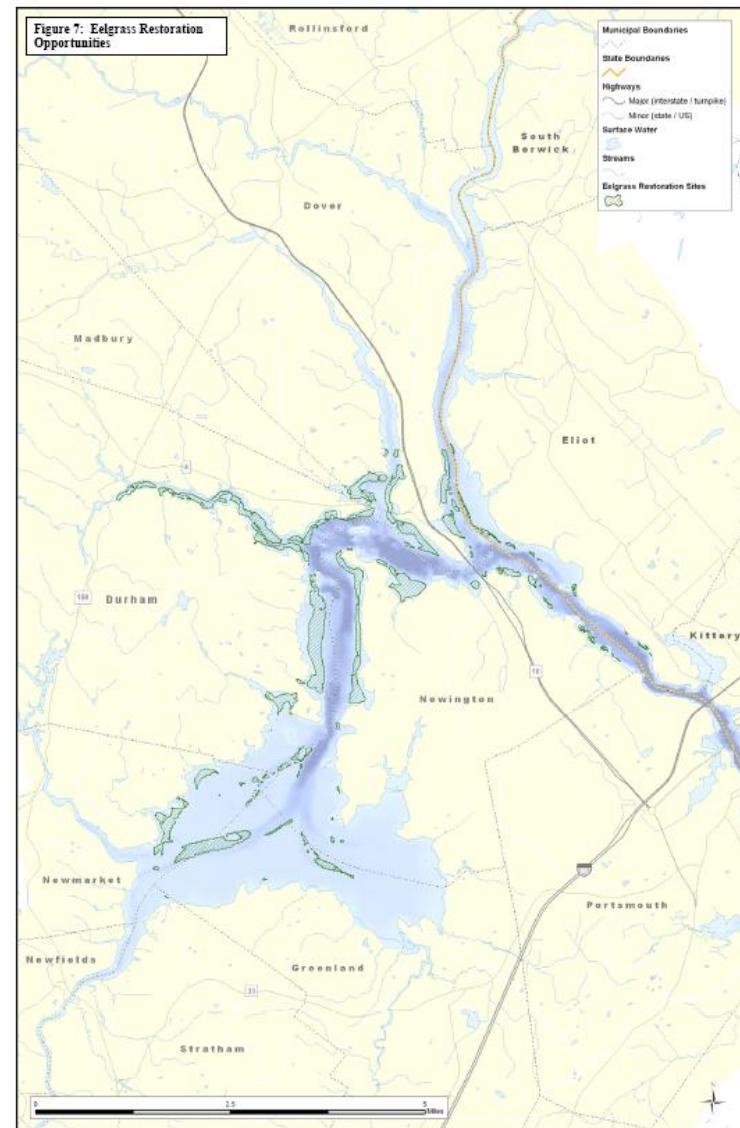 Figure 7: Eelgrass Restoration
Opportunities
Rollinsford
Municipal Boundaries
State Boundaries
Highways
Major (interstate / turnpike)
Minor (state / US)
Surface Water
Streams
Eelgrass Restoration Sites
South
Berwick
Dover
Madbury
Eliot
4
Durham
Kittery
16
Newington
Newmarket
Portsmouth
Newfields
Greenland
33
Stratham
0
2.5
5
Miles